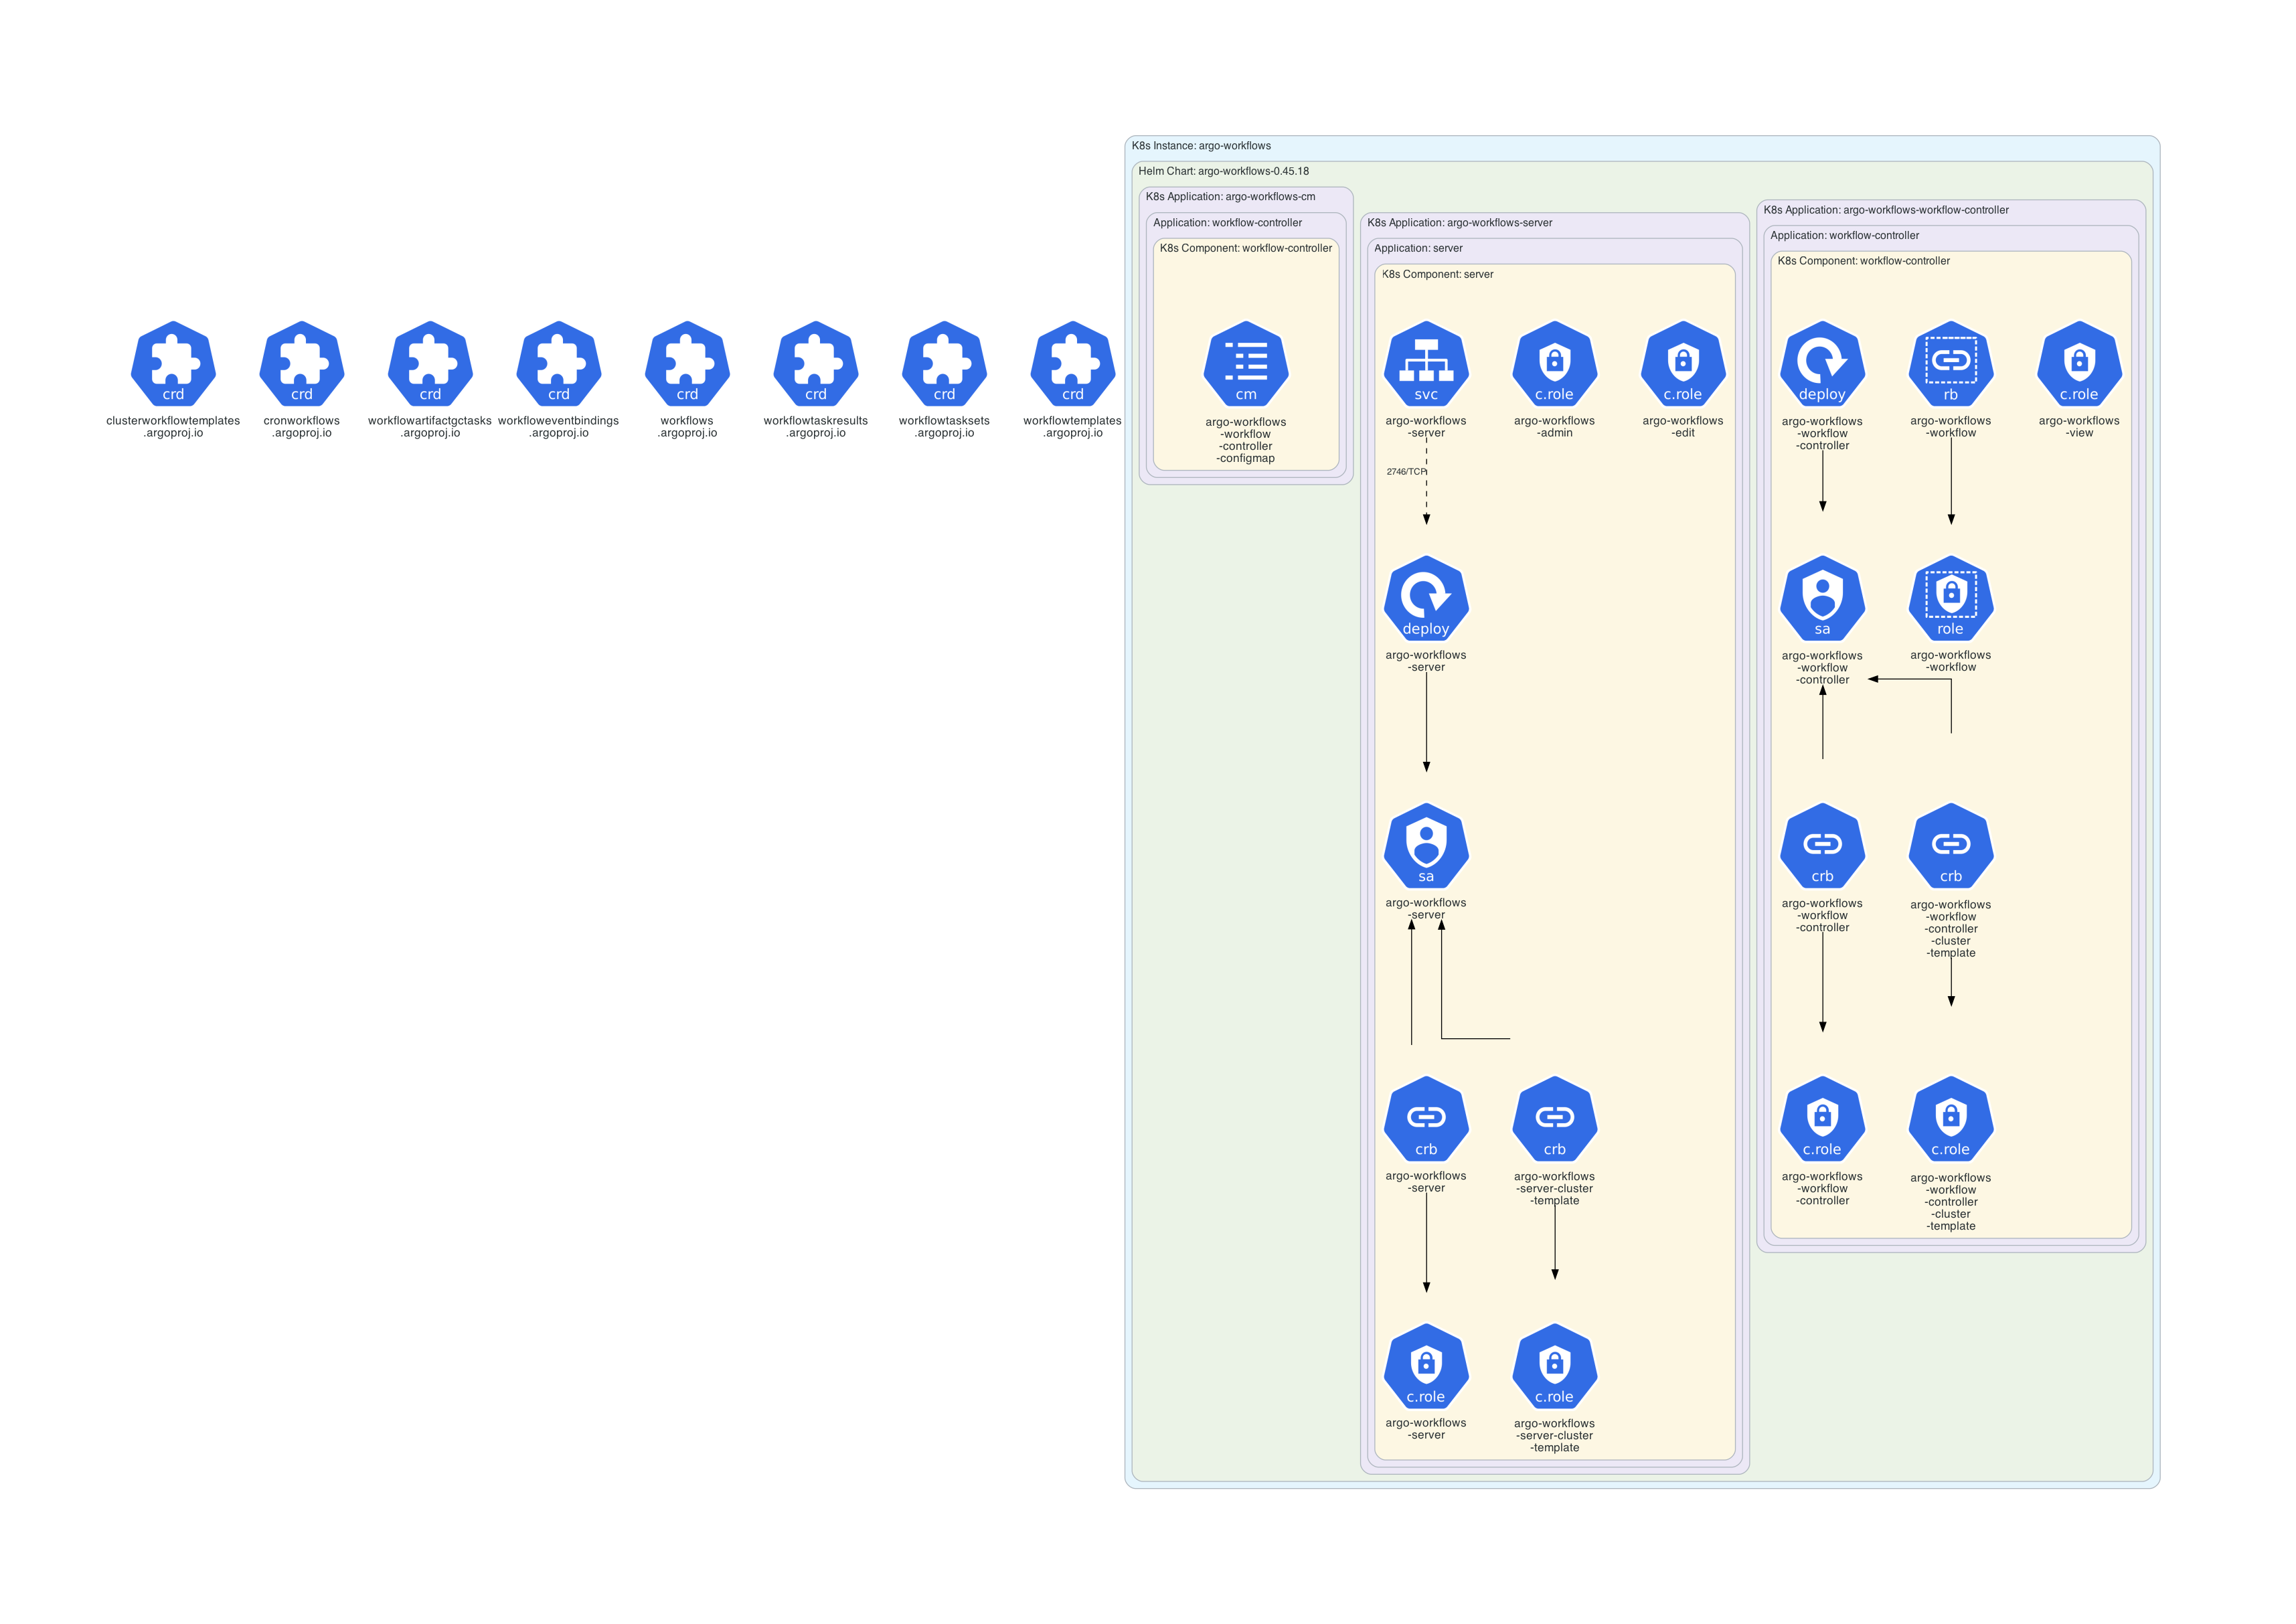 K8s Instance: argo-workflows
Helm Chart: argo-workflows-0.45.18
K8s Application: argo-workflows-cm
Application: workflow-controller
K8s Component: workflow-controller
K8s Application: argo-workflows-server
Application: server
K8s Component: server
K8s Application: argo-workflows-workflow-controller
Application: workflow-controller
K8s Component: workflow-controller
crd
clusterworkflowtemplates
.argoproj.io
crd
cronworkflows
.argoproj.io
crd
workflowartifactgctasks
.argoproj.io
crd
workfloweventbindings
.argoproj.io
crd
workflows
.argoproj.io
crd
workflowtaskresults
.argoproj.io
crd
workflowtasksets
.argoproj.io
crd
workflowtemplates
.argoproj.io
cm
argo-workflows
-workflow
-controller
-configmap
svc
argo-workflows
-server
c.role
argo-workflows
-admin
c.role
argo-workflows
-edit
2746/TCP
deploy
argo-workflows
-server
sa
argo-workflows
-server
crb
argo-workflows
-server
crb
argo-workflows
-server-cluster
-template
c.role
argo-workflows
-server
c.role
argo-workflows
-server-cluster
-template
deploy
argo-workflows
-workflow
-controller
rb
argo-workflows
-workflow
c.role
argo-workflows
-view
sa
argo-workflows
-workflow
-controller
role
argo-workflows
-workflow
crb
argo-workflows
-workflow
-controller
crb
argo-workflows
-workflow
-controller
-cluster
-template
c.role
argo-workflows
-workflow
-controller
c.role
argo-workflows
-workflow
-controller
-cluster
-template